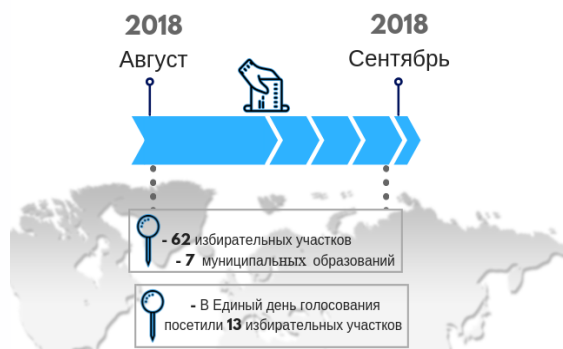 2018
2018
Август
Сентябрь
- 62 избирательных участков
- 7 муниципальных образований
- В Единый день голосования
посетили 13 избирательных участков